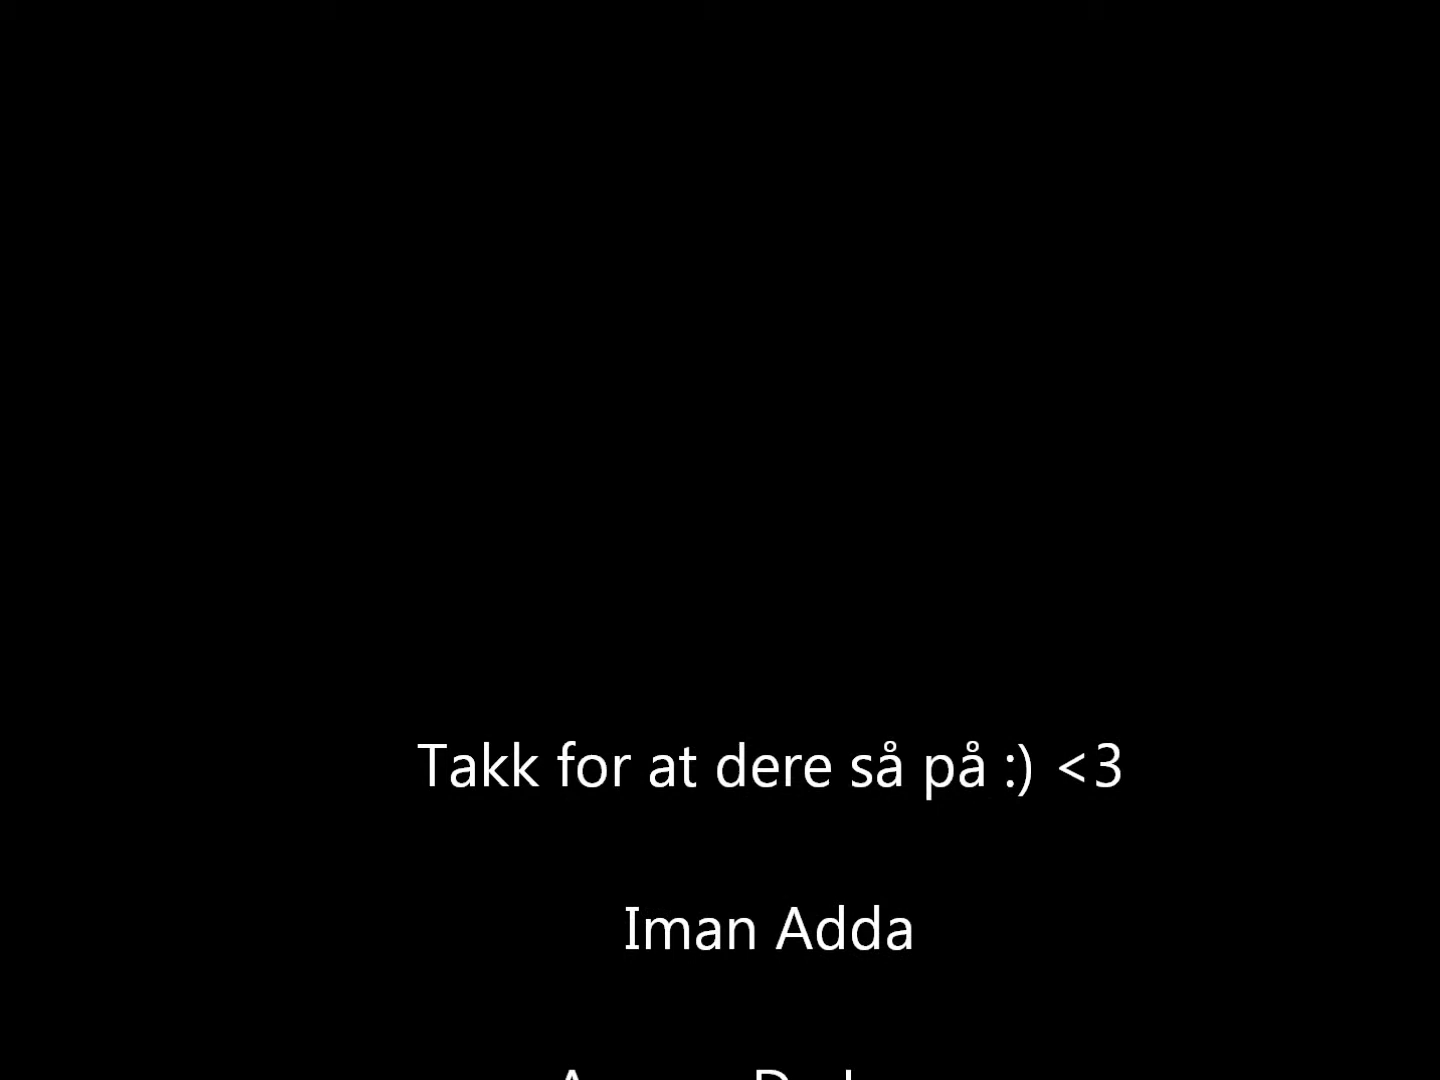 Takk for at dere så på :) <3
Iman Adda